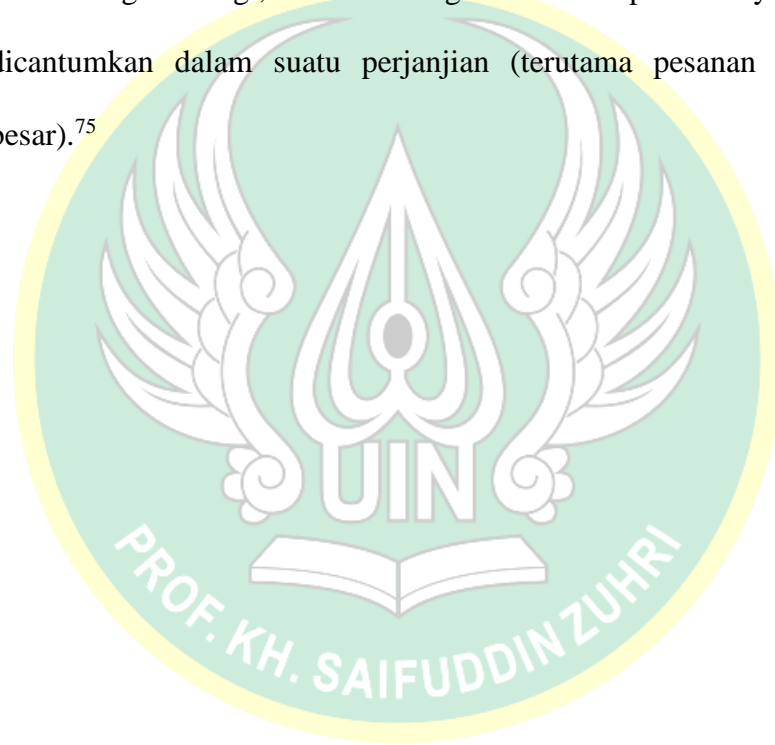 dicantumkan dalam suatu perjanjian (terutama pesanan
besar).75
UIN
PROF. KH. SAIFUDDIN ZUHRI